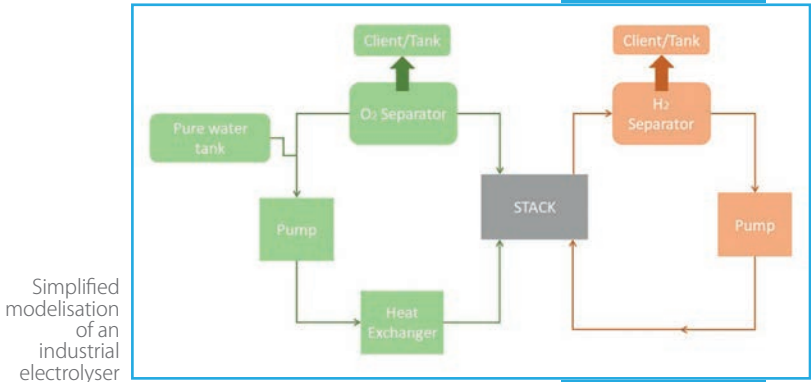 Client/Tank
Client/Tank
O₂ Separator
H₂
Separator
Pure water
tank
STACK
Pump
Pump
Heat
Exchanger
Simplified
modelisation
of an
industrial
electrolyser